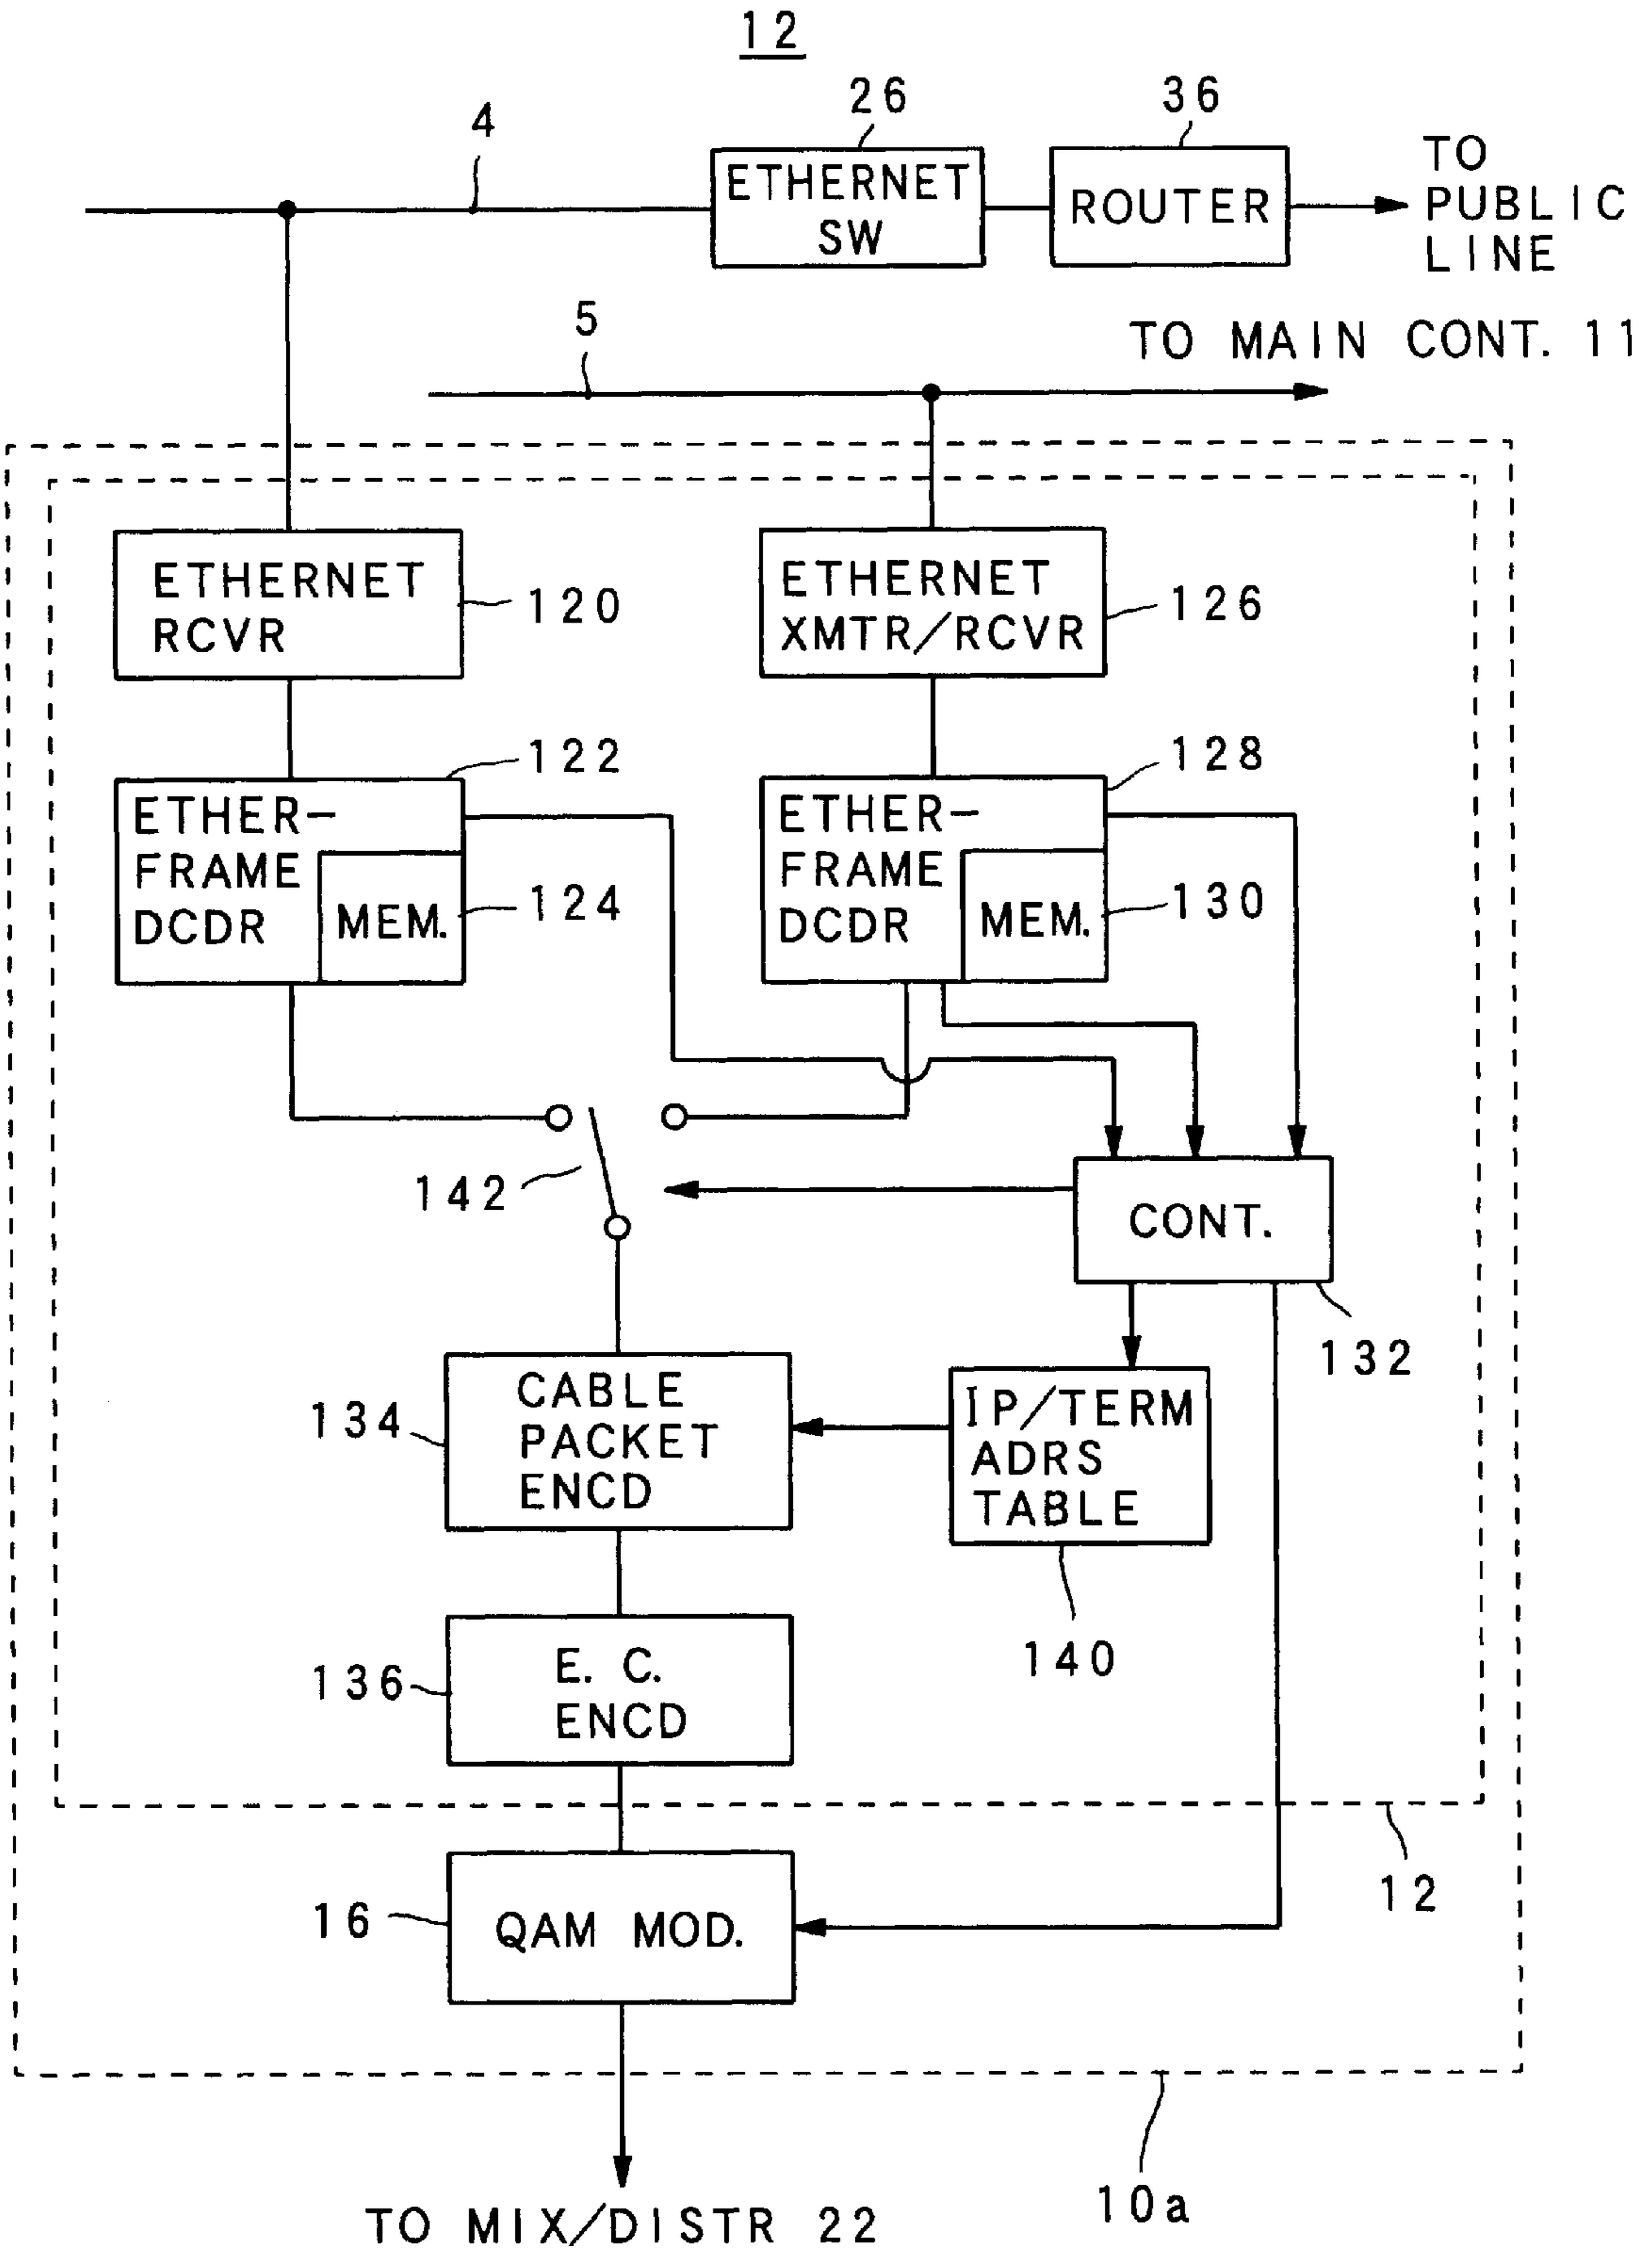 12
4
26
36
ETHERNET
SW
ROUTER
TO
PUBLIC
LINE
5
TO MAIN CONT. 11
ETHERNET
RCVR
120
ETHERNET
XMTR/RCVR
126
122
ETHER-
FRAME
DCDR
MEM.
124
128
ETHER-
FRAME
DCDR
MEM.
130
142
CONT.
132
134
CABLE
PACKET
ENCD
IP/TERM
ADRS
TABLE
140
136
E. C.
ENCD
12
16
QAM MOD.
10a
TO MIX/DISTR 22